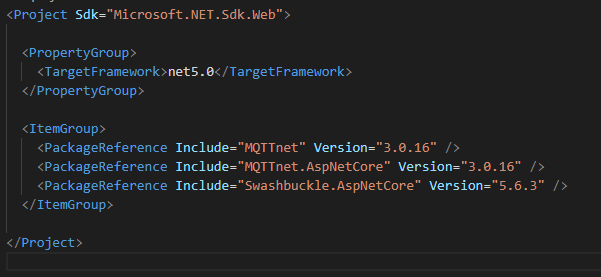 <Project Sdk="Microsoft.NET.Sdk.Web">
<PropertyGroup>
<TargetFramework>net5.0</TargetFramework>
</PropertyGroup>
<ItemGroup>
<PackageReference Include="MQTTnet" Version="3.0.16" />
<PackageReference Include="MQTTnet.AspNetCore" Version="3.0.16" />
<PackageReference Include="Swashbuckle.AspNetCore" Version="5.6.3" />
</ItemGroup>
</Project>